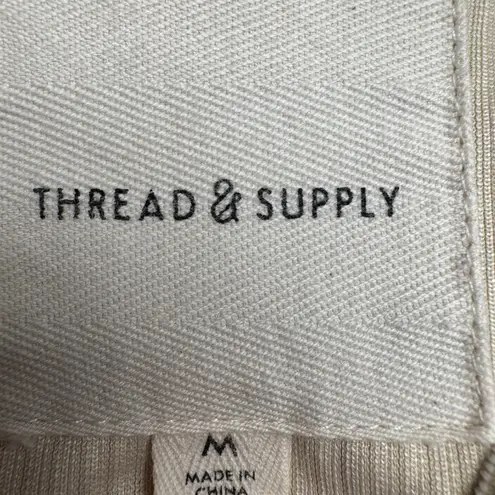 THREAD & SUPPLY
M
MADE IN
CHINA